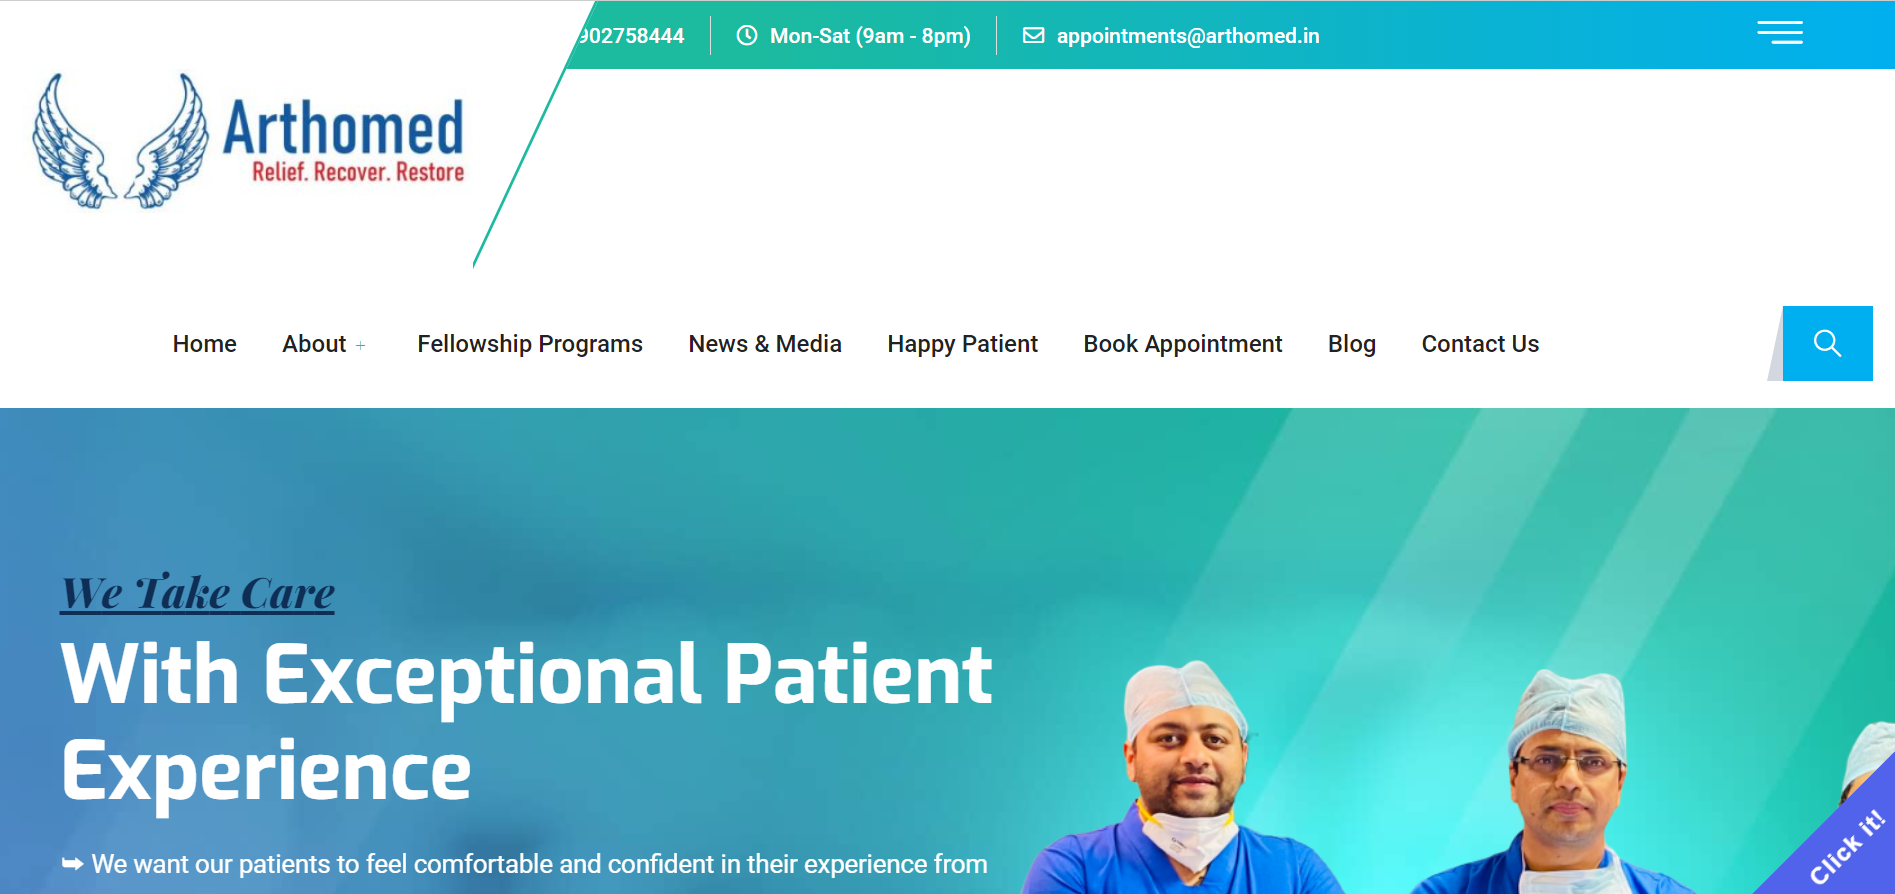 902758444
Mon-Sat (9am - 8pm)
appointments@arthomed.in
Arthomed
Relief. Recover. Restore
Home
About +
Fellowship Programs
News & Media
Happy Patient
Book Appointment
Blog
Contact Us
We Take Care
With Exceptional Patient
Experience
➥ We want our patients to feel comfortable and confident in their experience from
Click it!